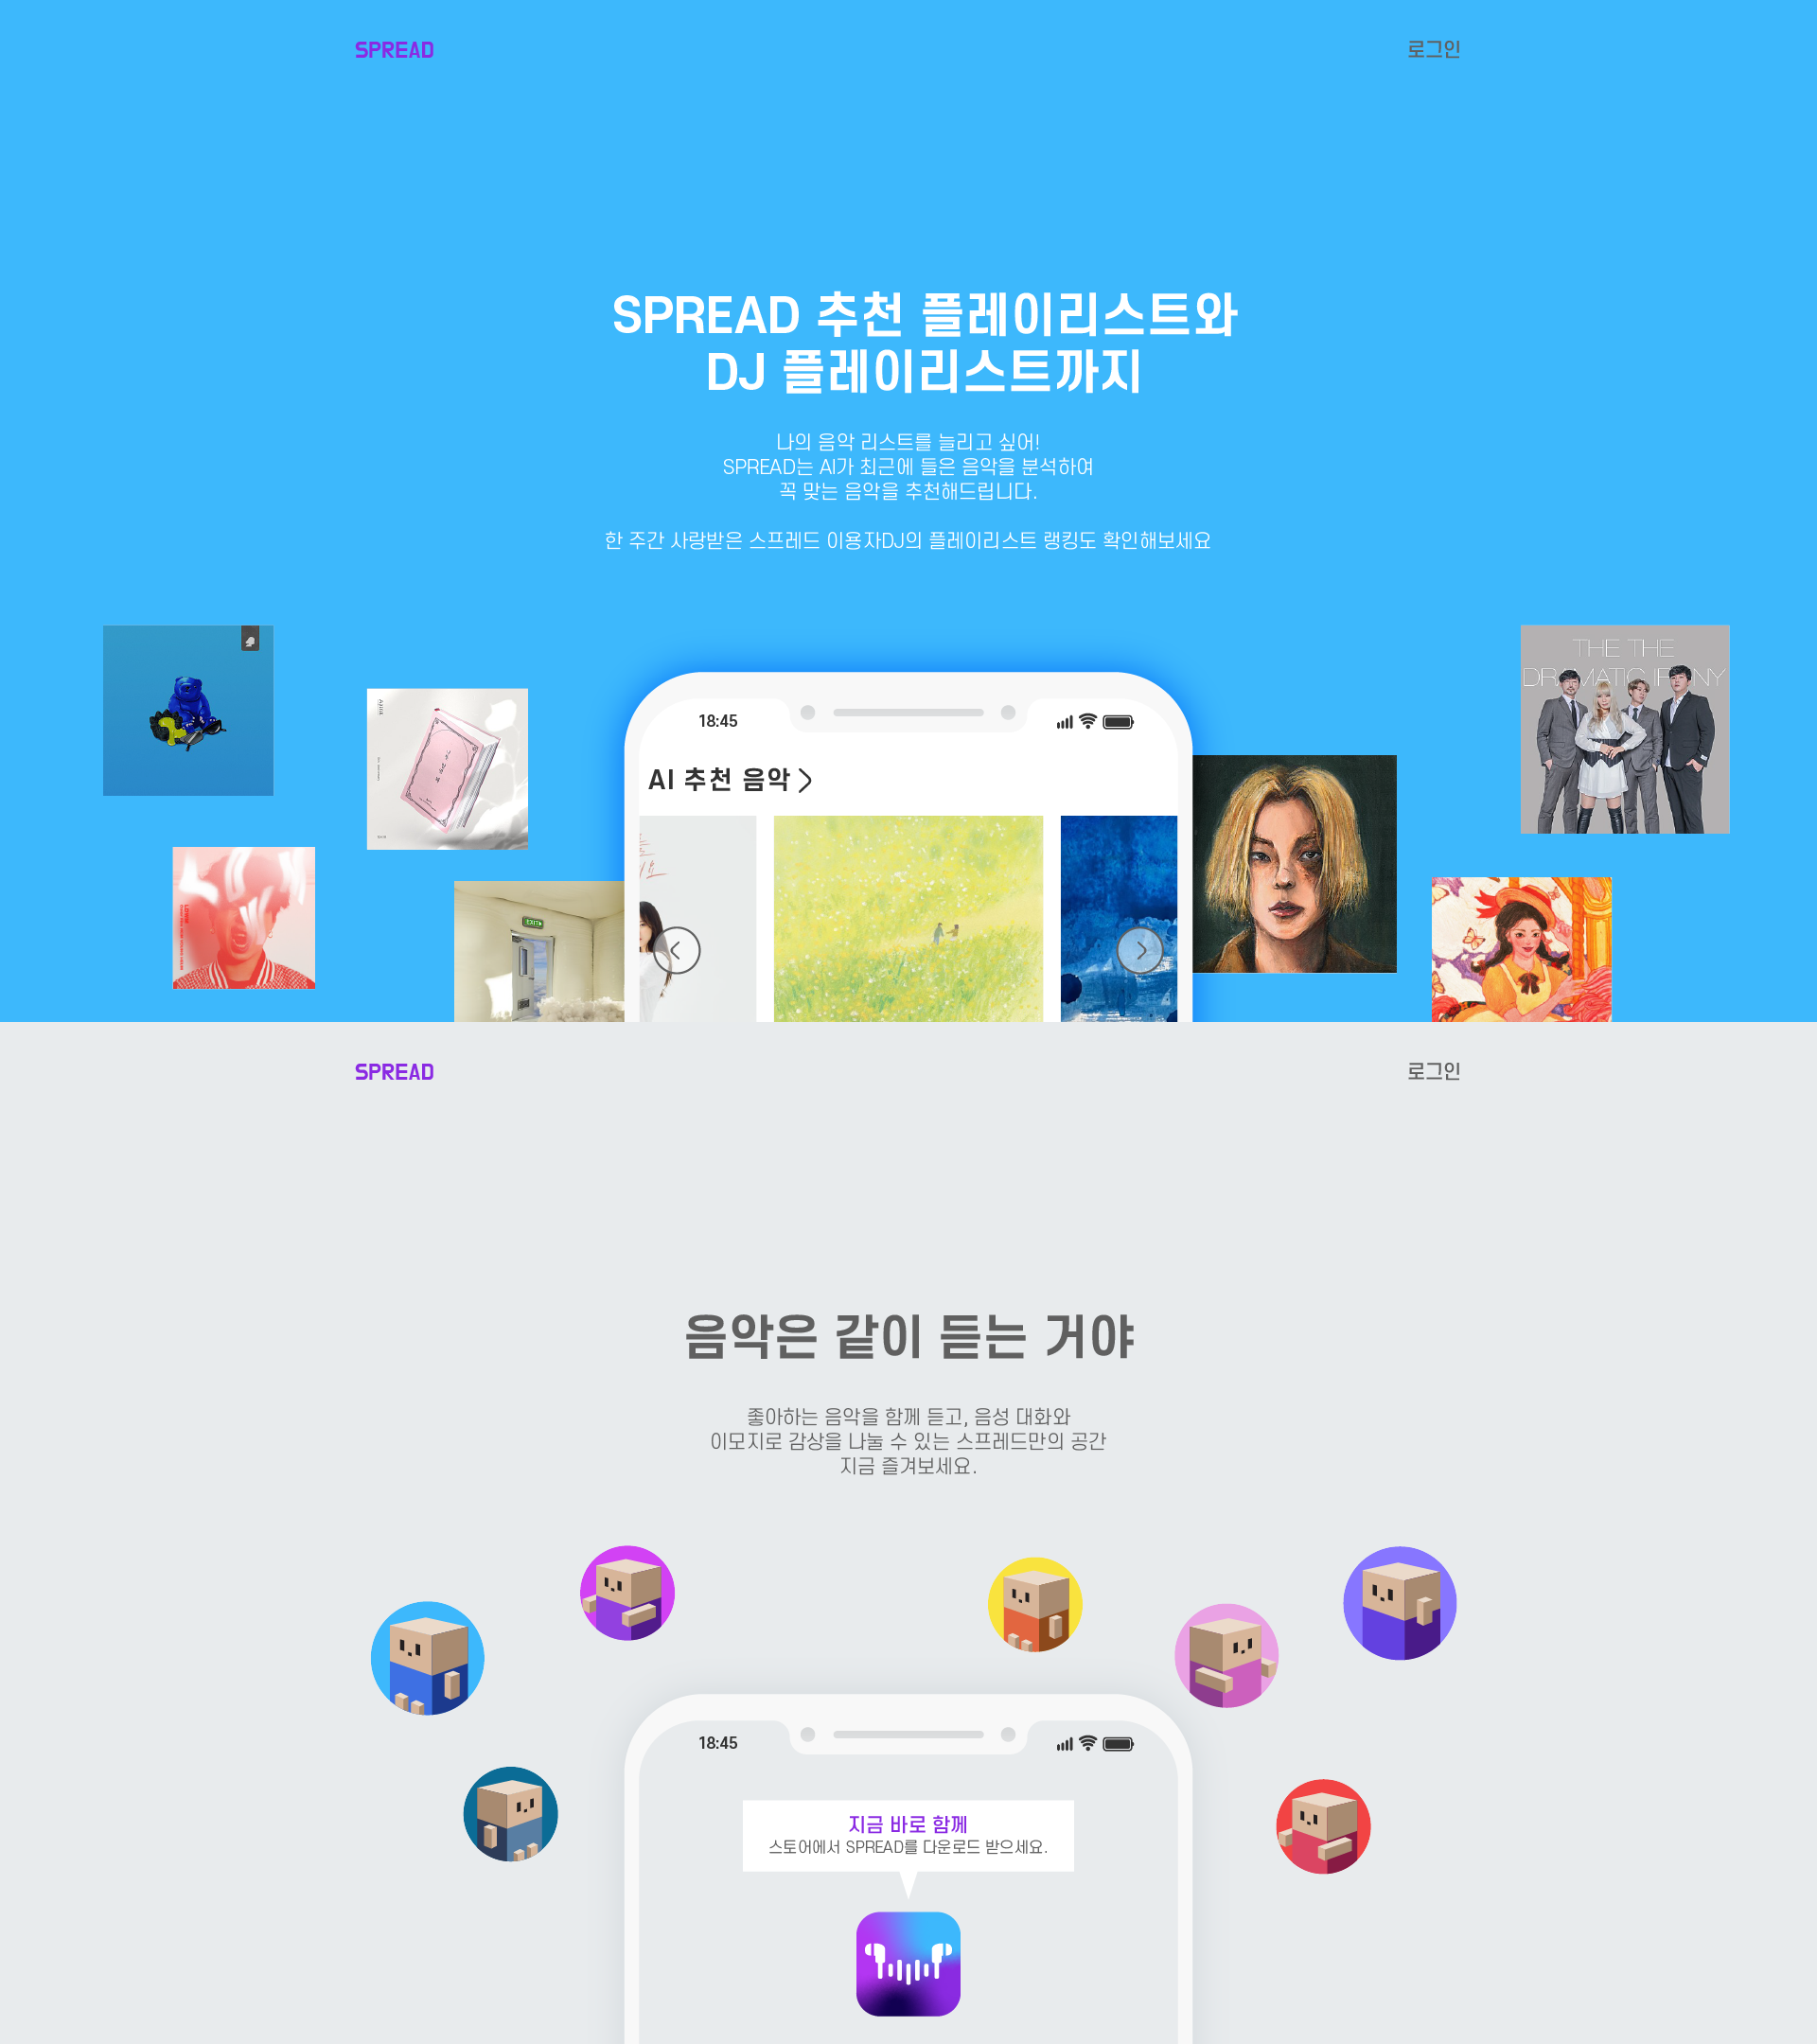 SPREAD
로그인
SPREAD 추천 플레이리스트와
DJ 플레이리스트까지
나의 음악 리스트를 늘리고 싶어!
SPREAD는 AI가 최근에 들은 음악을 분석하여
꼭 맞는 음악을 추천해드립니다.
한 주간 사랑받은 스프레드 이용자DJ의 플레이리스트 랭킹도 확인해보세요
THE THE
DRAMATIC IRONY
18:45
AI 추천 음악
EXIT
SPREAD
로그인
음악은 같이 듣는 거야
좋아하는 음악을 함께 듣고, 음성 대화와
이모지로 감상을 나눌 수 있는 스프레드만의 공간
지금 즐겨보세요.
18:45
지금 바로 함께
스토어에서 SPREAD를 다운로드 받으세요.